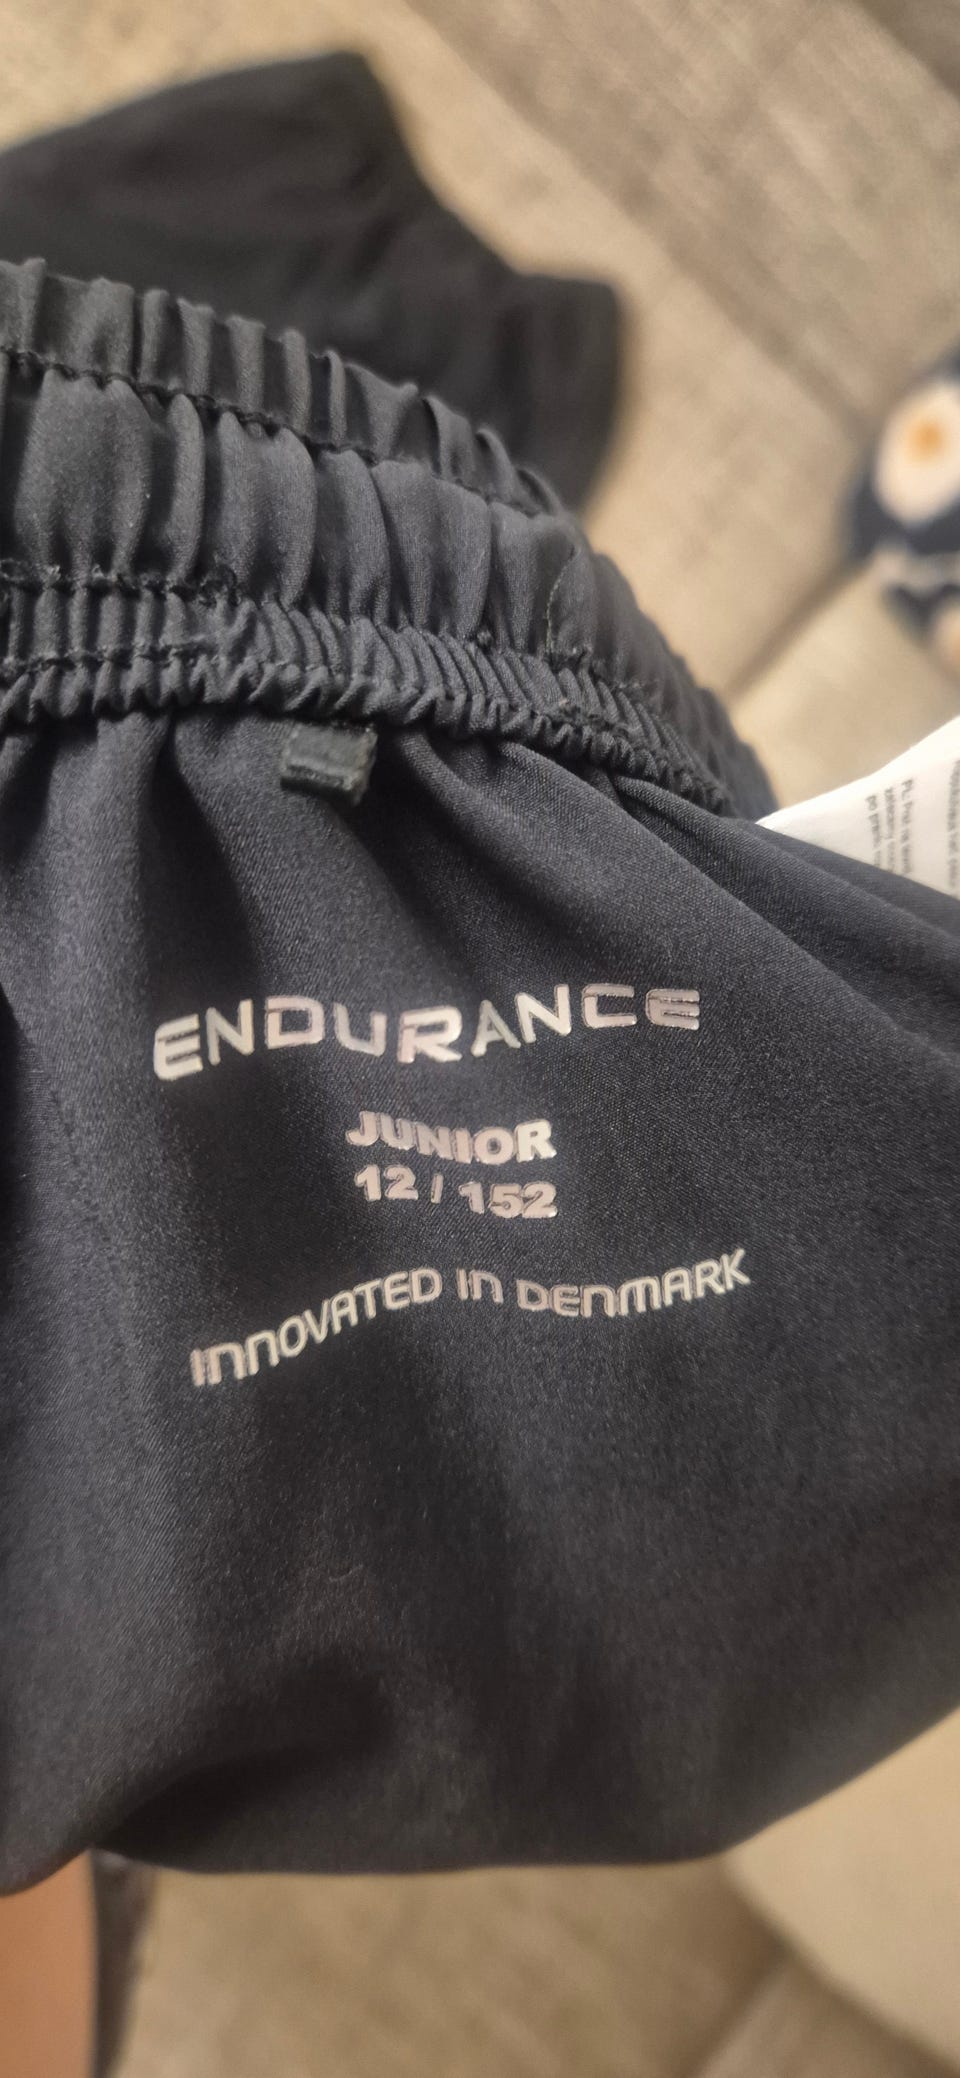 ENDURANCE
JUNIOR
12 / 152
INNOVATED IN DENMARK